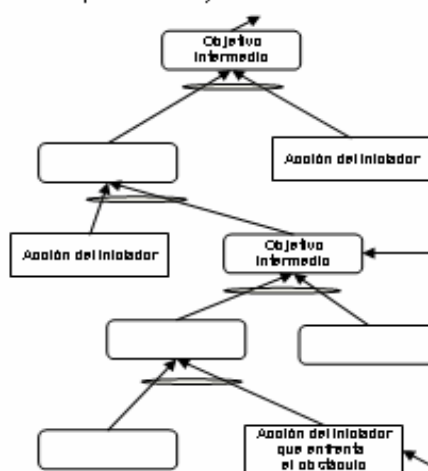 Objetivo
Intermedio
Acción del iniciador
Acción del iniciador
Objetivo
Intermedio
Acción del iniciador
que enfrenta
el obstáculo